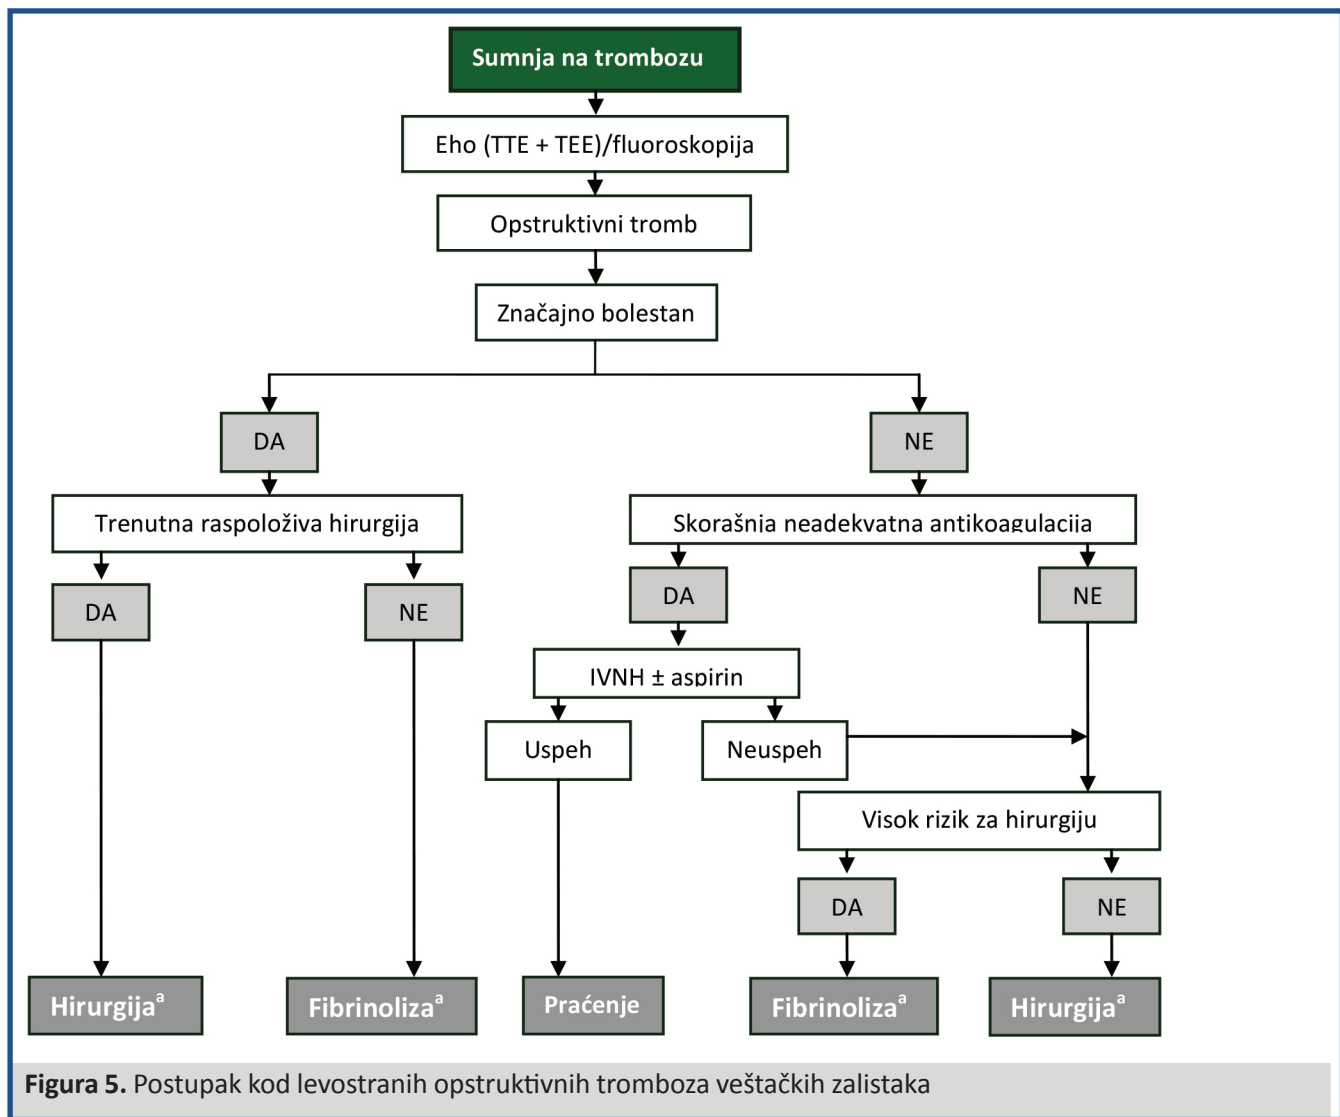 Sumnja na trombozu
Eho (TTE + TEE)/fluoroskopija
Opstruktivni tromb
Značajno bolestan
DA
NE
Trenutna raspoloživa hirurgija
Skorašnja neadekvatna antikoagulacija
DA
NE
DA
NE
IVNH ± aspirin
Uspeh
Neuspeh
Visok rizik za hirurgiju
DA
NE
Hirurgijaᵃ
Fibrinolizaᵃ
Praćenje
Fibrinolizaᵃ
Hirurgijaᵃ
Figura 5. Postupak kod levostranih opstruktivnih tromboza veštačkih zalistaka